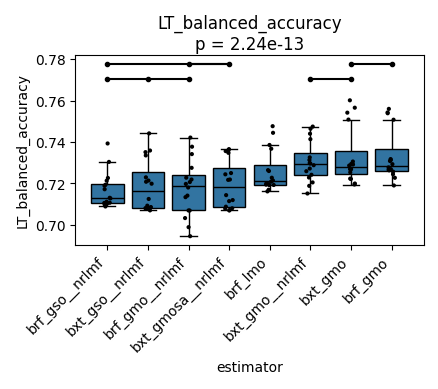 LT_balanced_accuracy
p = 2.24e-13
LT_balanced_accuracy
0.78
0.76
0.74
0.72
0.70
brf_gso__nrlmf
bxt_gso__nrlmf
brf_gmo__nrlmf
bxt_gmosa__nrlmf
brf_lmo
bxt_gmo__nrlmf
bxt_gmo
brf_gmo
estimator